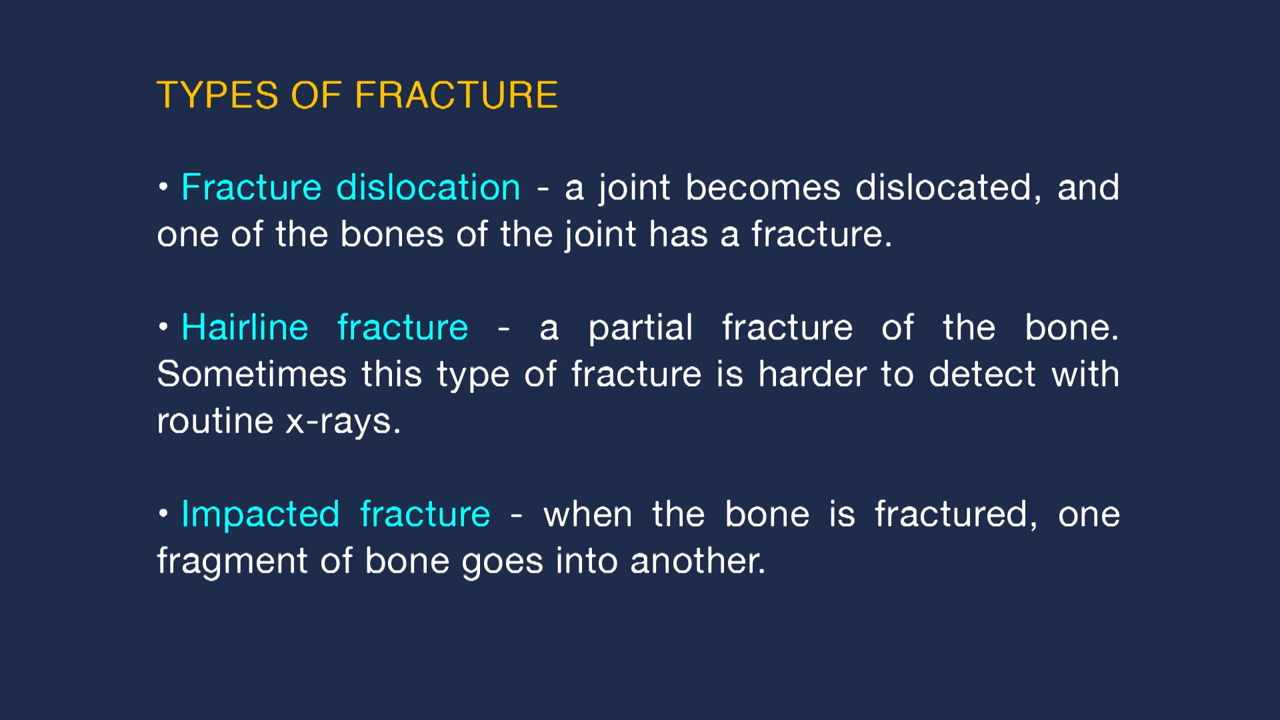 TYPES OF FRACTURE
• Fracture dislocation - a joint becomes dislocated, and
one of the bones of the joint has a fracture.
• Hairline fracture - a partial fracture of the bone.
Sometimes this type of fracture is harder to detect with
routine x-rays.
• Impacted fracture - when the bone is fractured, one
fragment of bone goes into another.